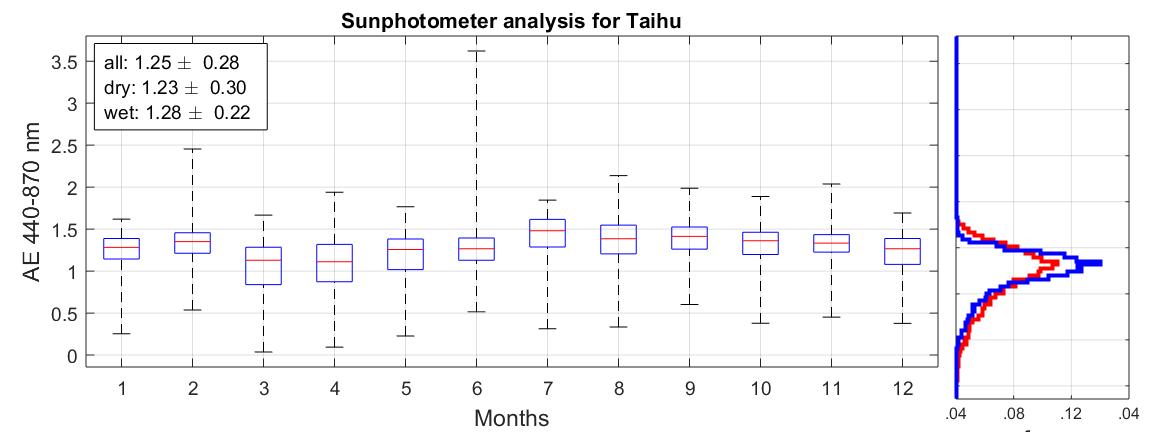 Sunphotometer analysis for Taihu
all: 1.25 ± 0.28
dry: 1.23 ± 0.30
wet: 1.28 ± 0.22
AE 440-870 nm
3.5
3
2.5
2
1.5
1
0.5
0
1 2 3 4 5 6 7 8 9 10 11 12
Months
.04 .08 .12 .04